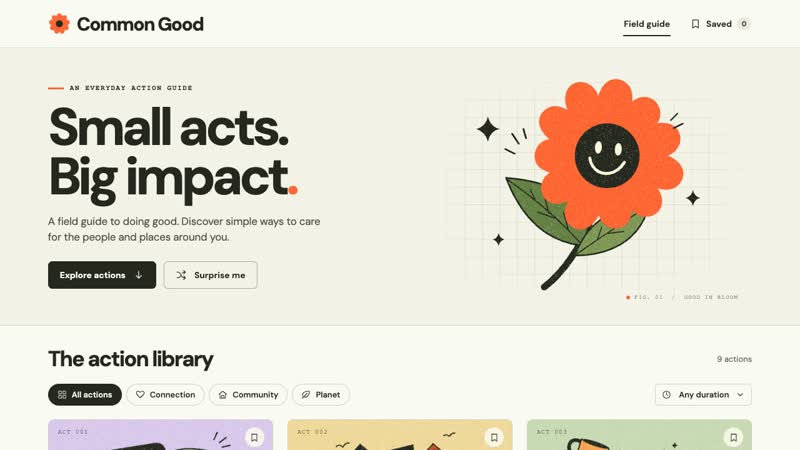 Common Good
Field guide
Saved 0
AN EVERYDAY ACTION GUIDE
Small acts.
Big impact.
A field guide to doing good. Discover simple ways to care
for the people and places around you.
Explore actions
Surprise me
FIG. 01 / GOOD IN BLOOM
The action library
9 actions
All actions
Connection
Community
Planet
Any duration
ACT 001
ACT 002
ACT 003